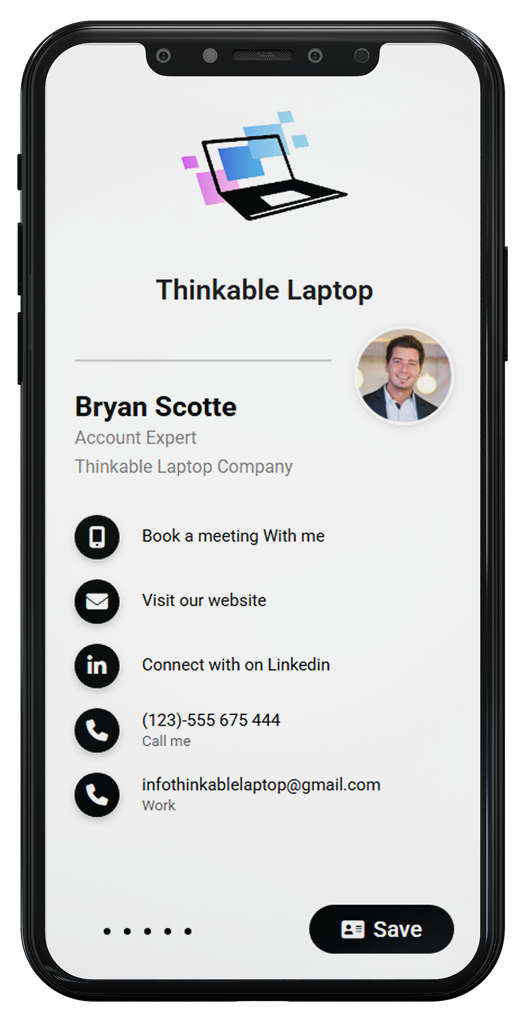 Thinkable Laptop
Bryan Scotte
Account Expert
Thinkable Laptop Company
Book a meeting With me
Visit our website
Connect with on Linkedin
(123)-555 675 444
Call me
infothinkablelaptop@gmail.com
Work
Save